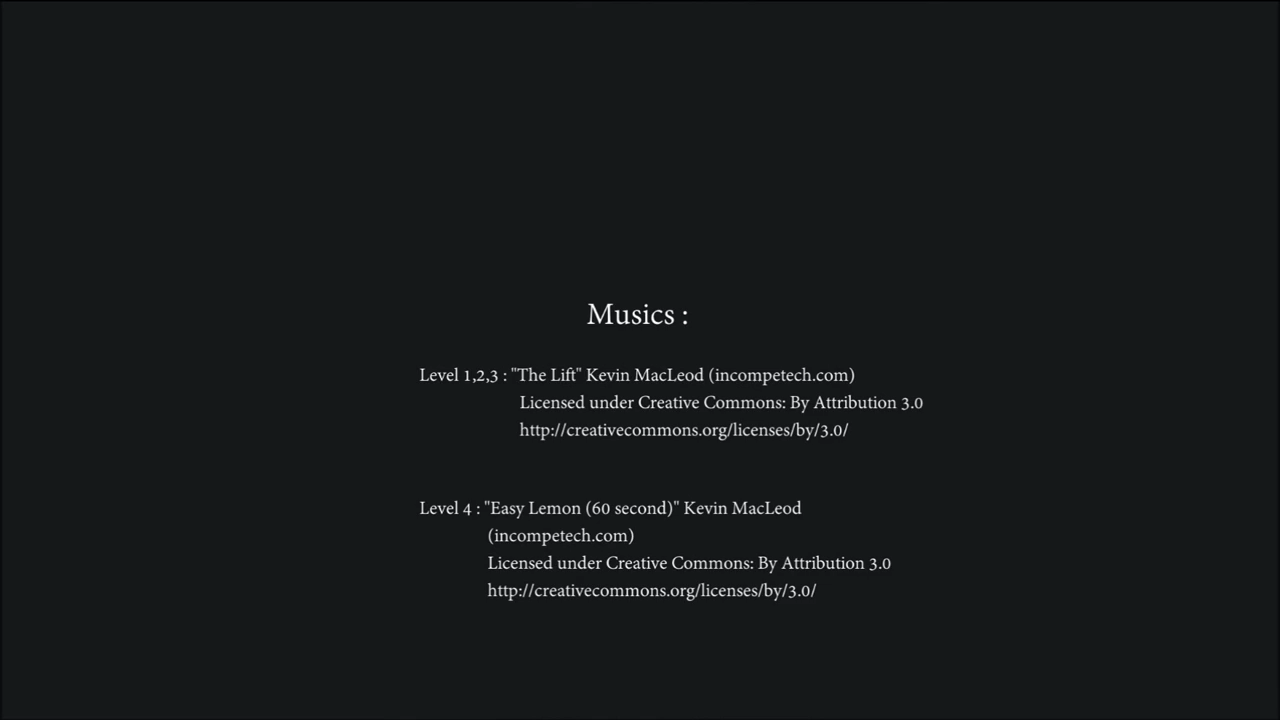 Musics :
Level 1,2,3 : "The Lift" Kevin MacLeod (incompetech.com)
Licensed under Creative Commons: By Attribution 3.0
http://creativecommons.org/licenses/by/3.0/
Level 4 : "Easy Lemon (60 second)" Kevin MacLeod
(incompetech.com)
Licensed under Creative Commons: By Attribution 3.0
http://creativecommons.org/licenses/by/3.0/